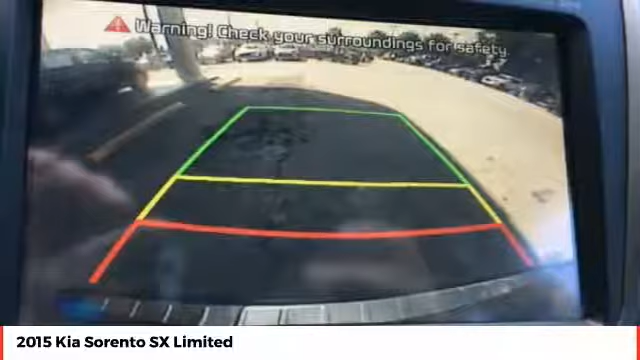 Warning! Check your surroundings for safety.
2015 Kia Sorento SX Limited